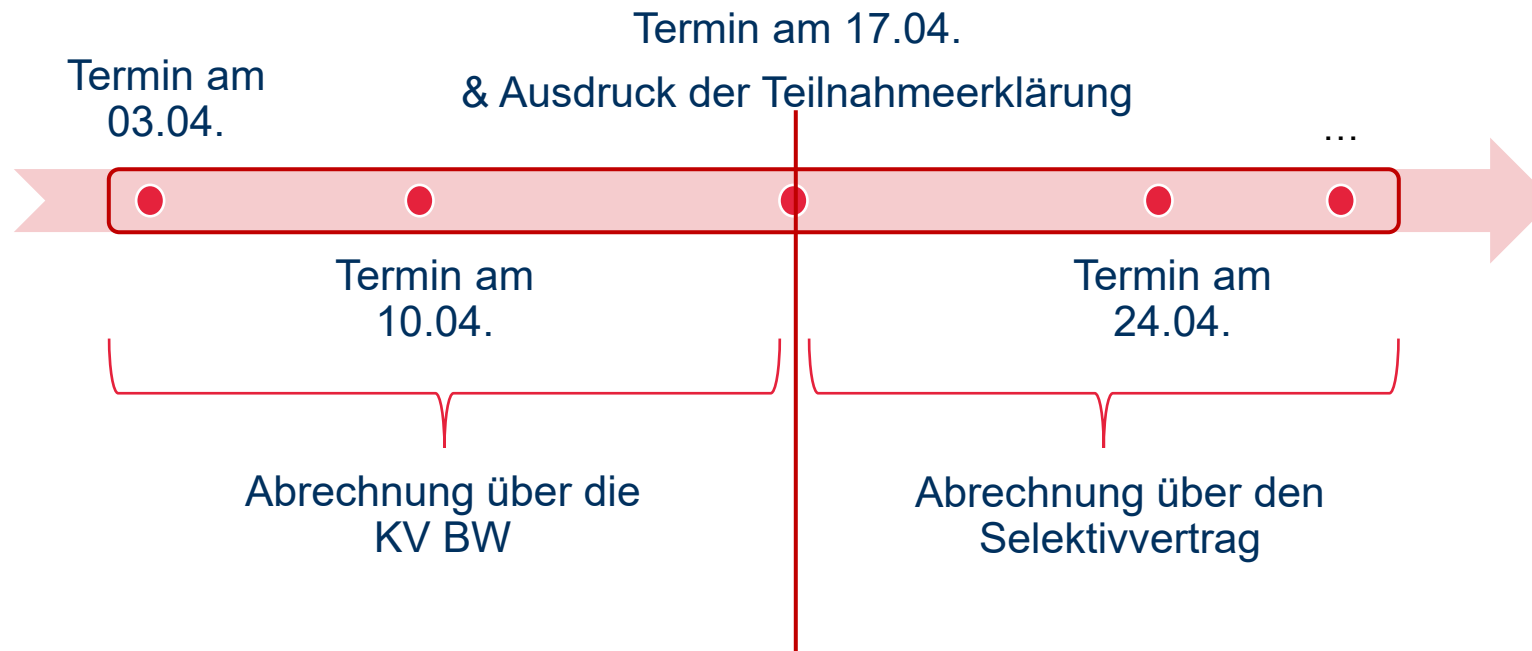 Termin am 17.04.
& Ausdruck der Teilnahmeerklärung
Termin am
03.04.
...
Termin am
10.04.
Termin am
24.04.
Abrechnung über die
KV BW
Abrechnung über den
Selektivvertrag